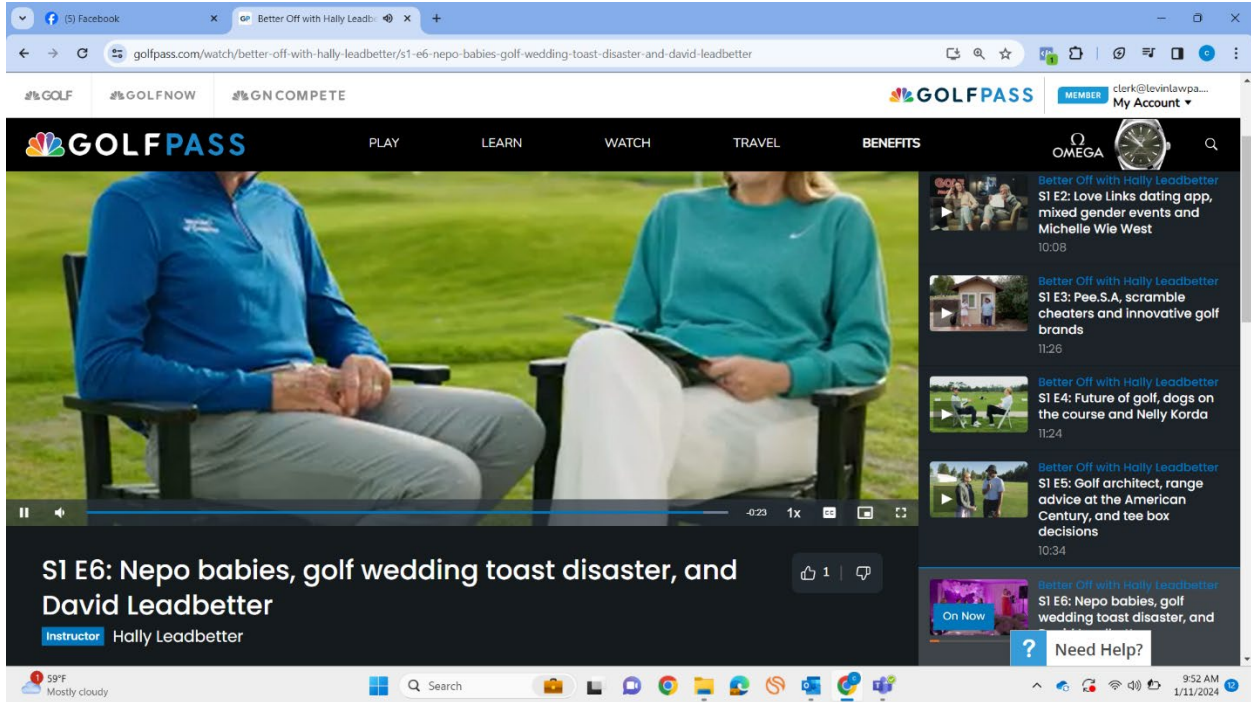 (5) Facebook
GP Better Off with Hally Leadb
golfpass.com/watch/better-off-with-hally-leadbetter/s1-e6-nepo-babies-golf-wedding-toast-disaster-and-david-leadbetter
GOLF
GOLFNOW
GNCOMPETE
GOLFPASS
MEMBER
clerk@levinlawpa....
My Account
GOLFPASS
PLAY
LEARN
WATCH
TRAVEL
BENEFITS
Ω
OMEGA
Better Off with Hally Leadbetter
S1 E2: Love Links dating app,
mixed gender events and
Michelle Wie West
10:08
Better Off with Hally Leadbetter
S1 E3: Pee.S.A, scramble
cheaters and innovative golf
brands
11:26
Better Off with Hally Leadbetter
S1 E4: Future of golf, dogs on
the course and Nelly Korda
11:24
Better Off with Hally Leadbetter
S1 E5: Golf architect, range
advice at the American
Century, and tee box
decisions
10:34
Better Off with Hally Leadbetter
S1 E6: Nepo babies, golf
wedding toast disaster, and
On Now
-0:23
1x
CC
S1 E6: Nepo babies, golf wedding toast disaster, and
David Leadbetter
1
Instructor Hally Leadbetter
? Need Help?
1
59°F
Mostly cloudy
Search
9:52 AM
1/11/2024
12